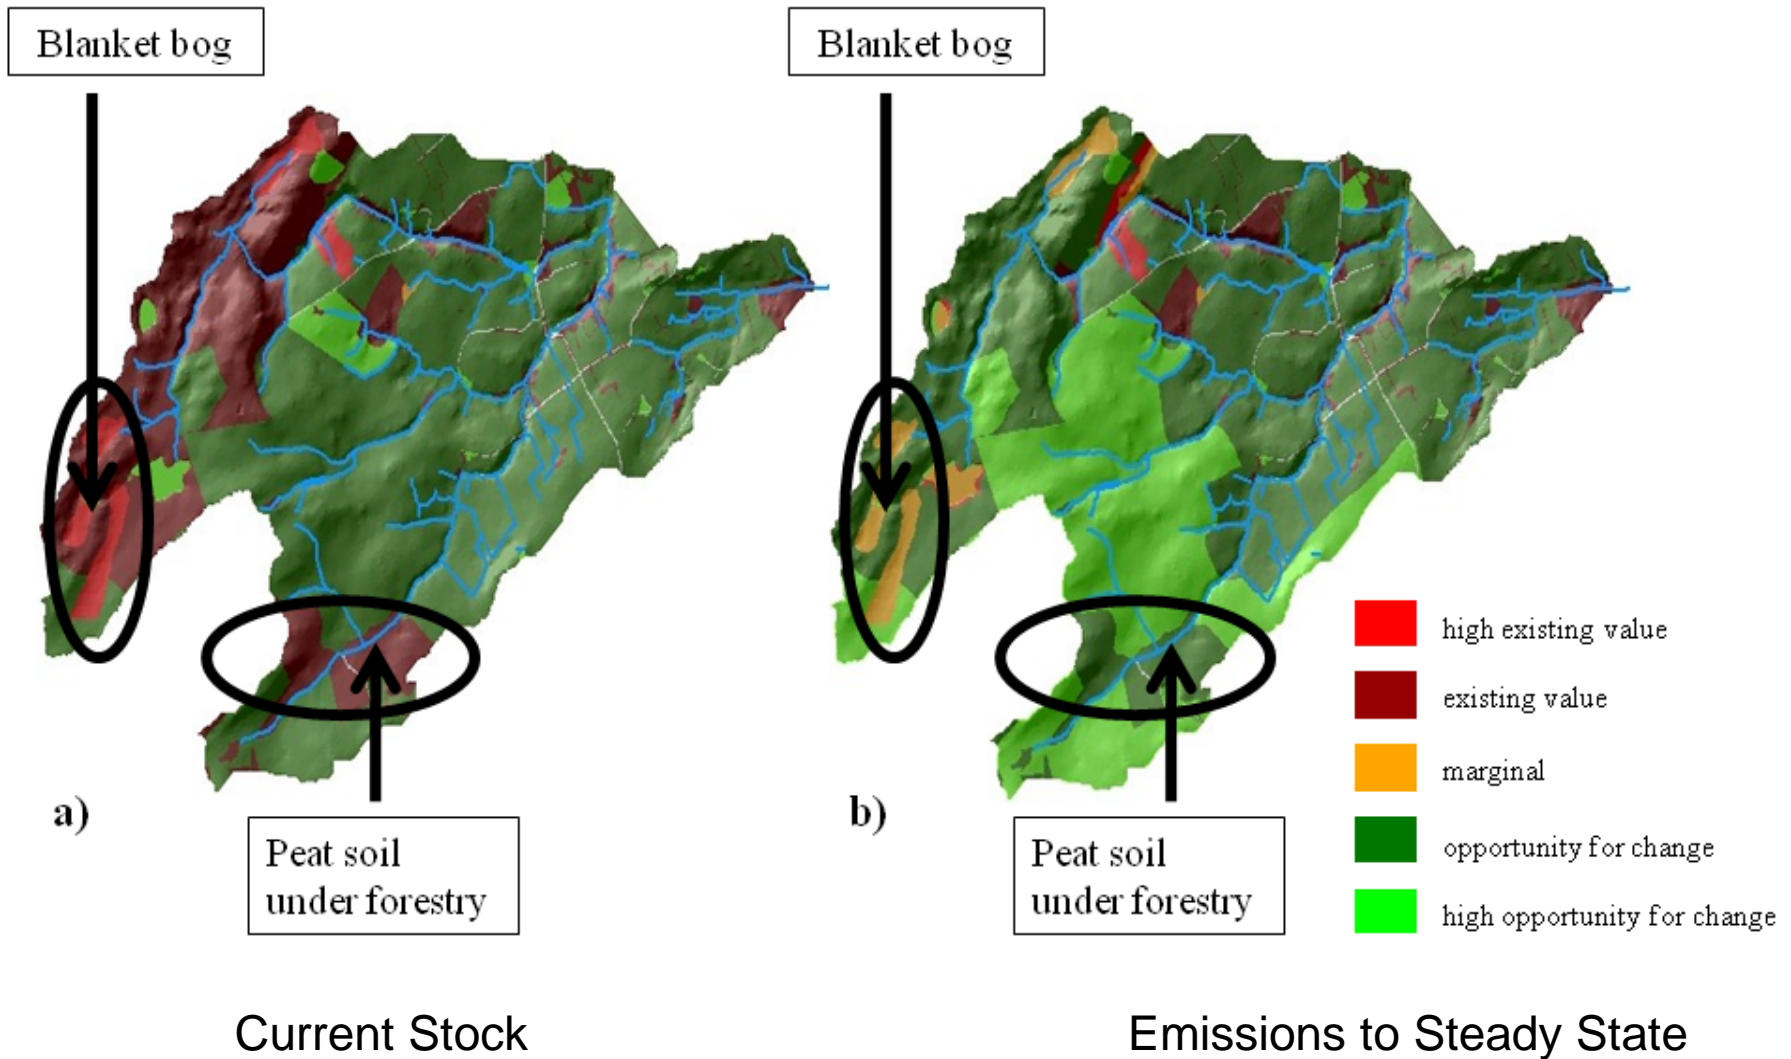 Blanket bog
Blanket bog
high existing value
existing value
marginal
opportunity for change
high opportunity for change
a)
b)
Peat soil
under forestry
Peat soil
under forestry
Current Stock
Emissions to Steady State